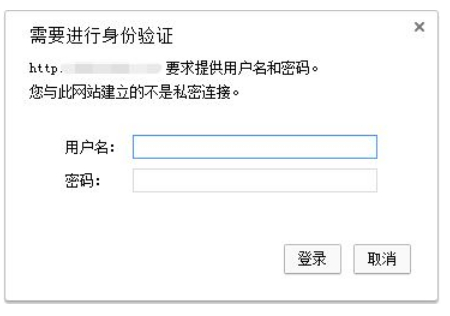 需要进行身份验证
http. 要求提供用户名和密码。
您与此网站建立的不是私密连接。
用户名：
密码：
登录 取消